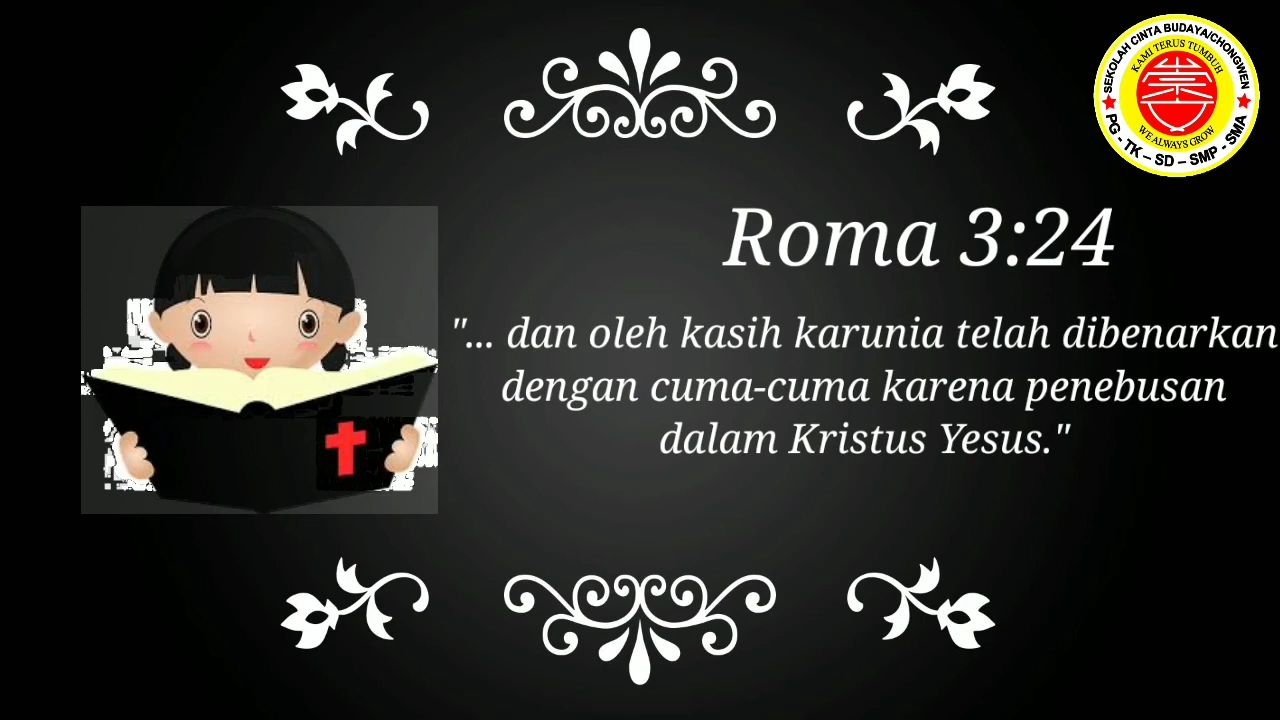 SEKOLAH CINTA BUDAYA/CHONGWEN
KAMI TERUS TUMBUH
WE ALWAYS GROW
PG - TK – SD – SMP - SMA
Roma 3:24
"... dan oleh kasih karunia telah dibenarkan
dengan cuma-cuma karena penebusan
dalam Kristus Yesus."